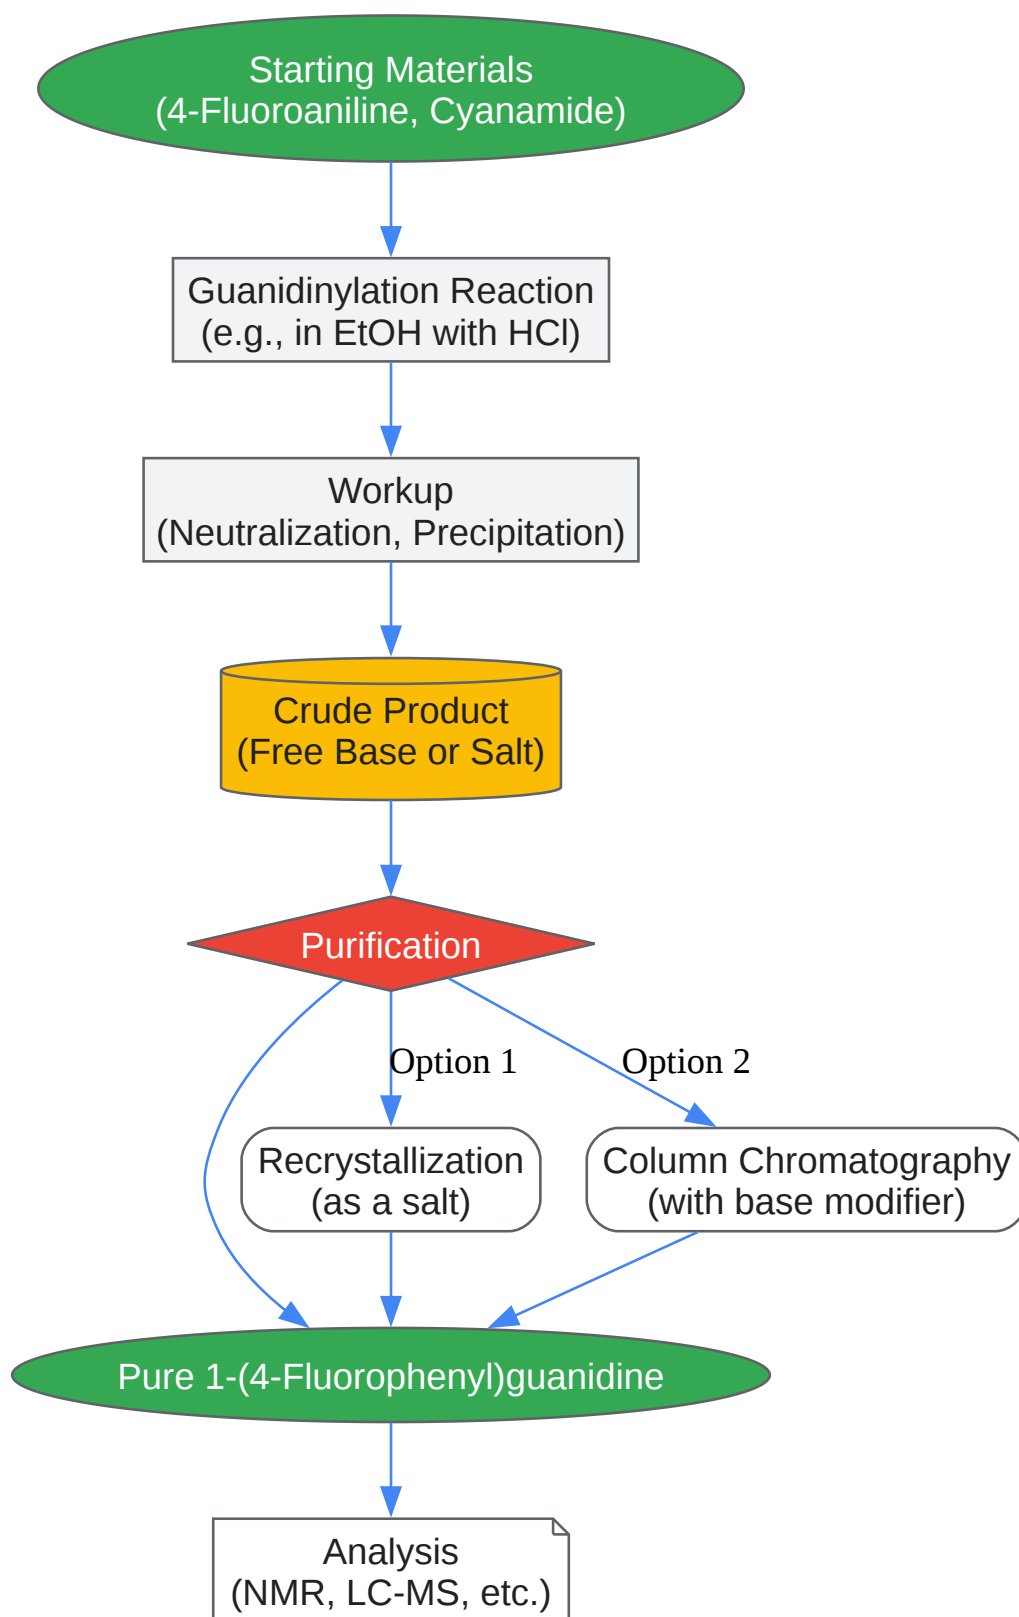 Starting Materials
(4-Fluoroaniline, Cyanamide)
Guanidinylation Reaction
(e.g., in EtOH with HCl)
Workup
(Neutralization, Precipitation)
Crude Product
(Free Base or Salt)
Purification
Option 1
Option 2
Recrystallization
(as a salt)
Column Chromatography
(with base modifier)
Pure 1-(4-Fluorophenyl)guanidine
Analysis
(NMR, LC-MS, etc.)